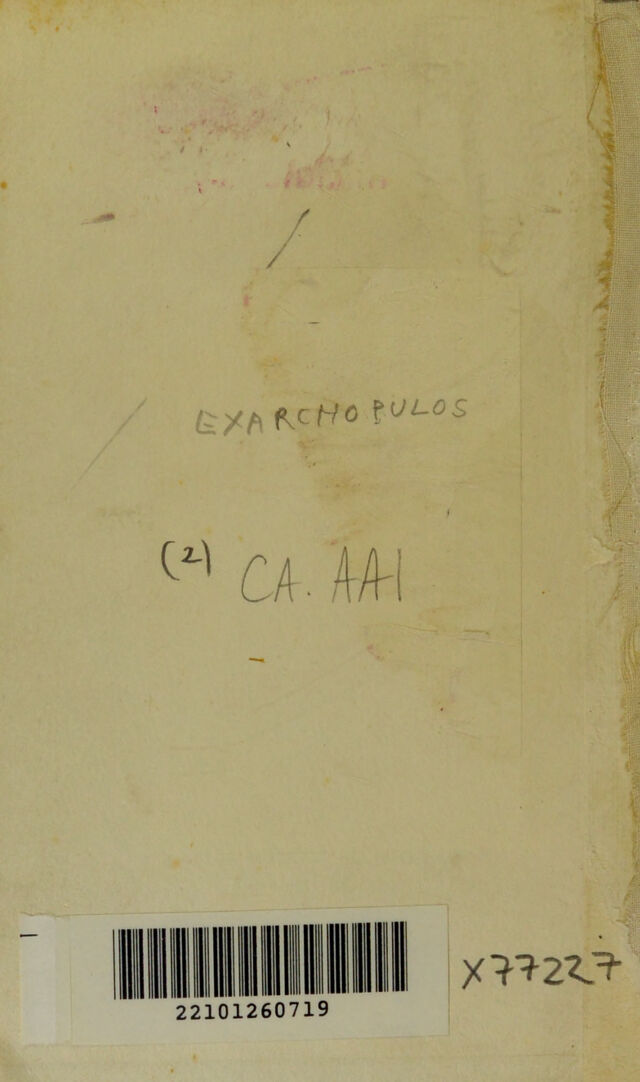 EXARCHOPULOS
(2) CA. AAI
22101260719
X77227